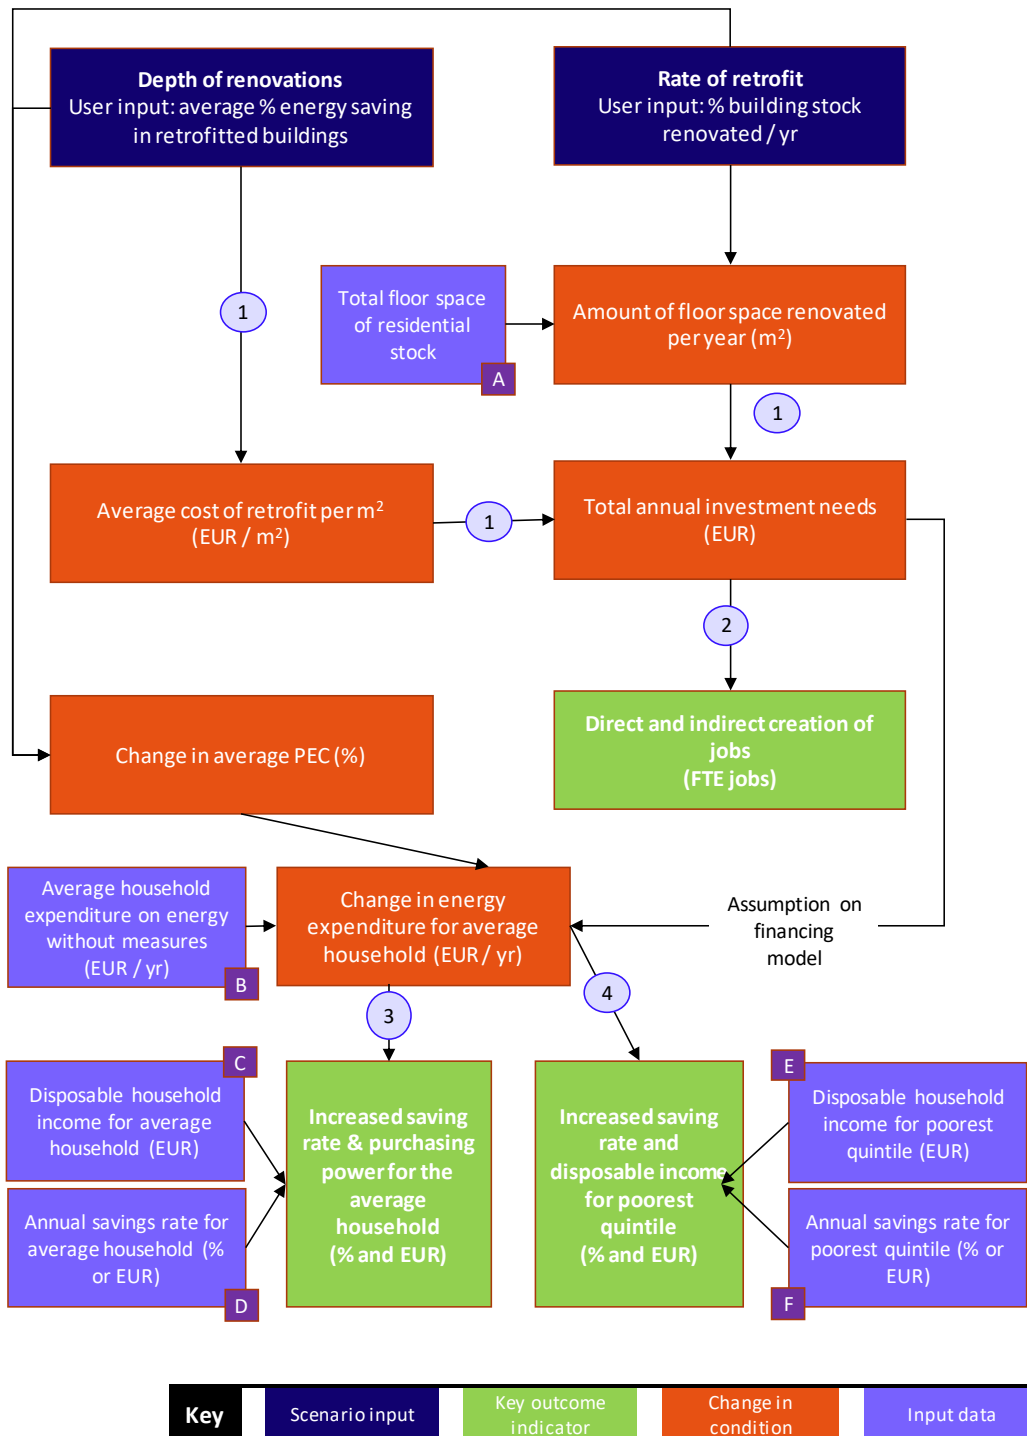 Depth of renovations
User input: average % energy saving
in retrofitted buildings
Rate of retrofit
User input: % building stock
renovated / yr
1
Total floor space
of residential
stock
A
Amount of floor space renovated
per year (m²)
1
Average cost of retrofit per m²
(EUR / m²)
1
Total annual investment needs
(EUR)
2
Direct and indirect creation of
jobs
(FTE jobs)
Change in average PEC (%)
Average household
expenditure on energy
without measures
(EUR / yr)
B
Change in energy
expenditure for average
household (EUR / yr)
Assumption on
financing
model
3
4
C
Disposable household
income for average
household (EUR)
Annual savings rate for
average household (%
or EUR)
D
Increased saving
rate & purchasing
power for the
average
household
(% and EUR)
Increased saving
rate and
disposable income
for poorest
quintile
(% and EUR)
E
Disposable household
income for poorest
quintile (EUR)
Annual savings rate for
poorest quintile (% or
EUR)
F
Key
Scenario input
Key outcome
indicator
Change in
condition
Input data